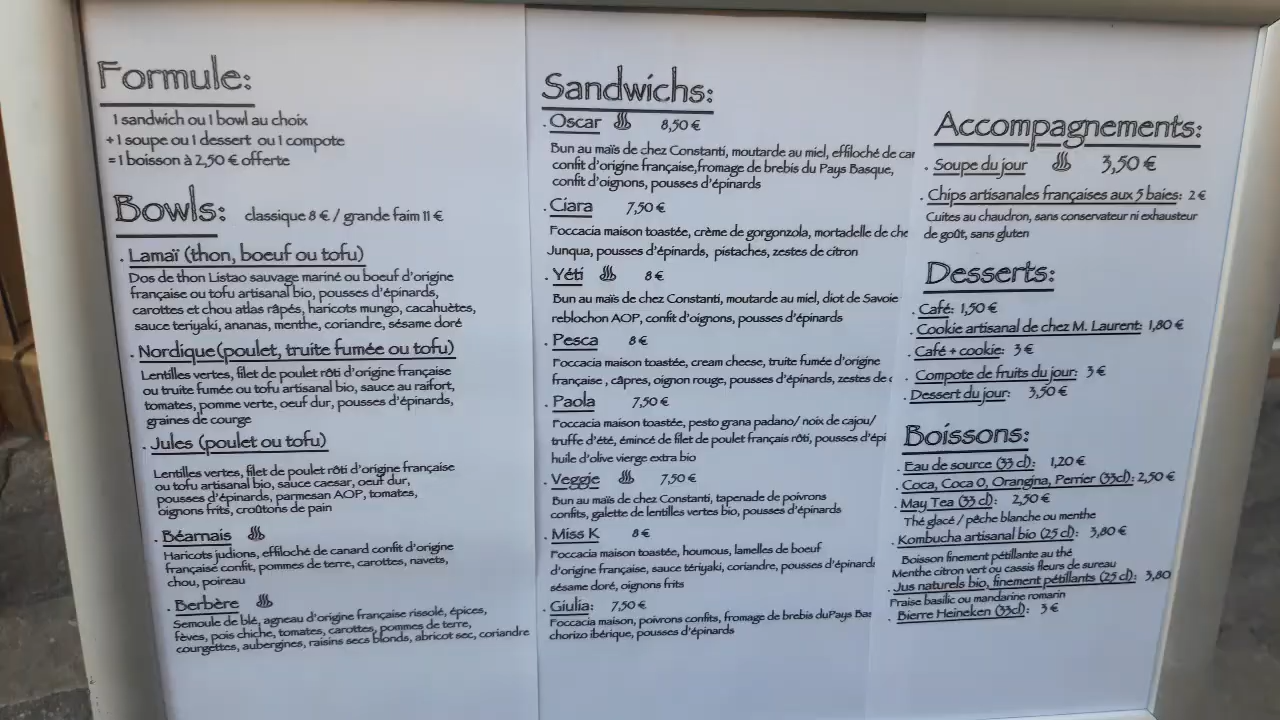 Formule:
1 sandwich ou 1 bowl au choix
+ 1 soupe ou 1 dessert ou 1 compote
= 1 boisson à 2,50 € offerte
Bowls: classique 8 € / grande faim 11 €
. Lamaï (thon, boeuf ou tofu)
Dos de thon Listao sauvage mariné ou boeuf d'origine
française ou tofu artisanal bio, pousses d'épinards,
carottes et chou atlas râpés, haricots mungo, cacahuètes,
sauce teriyaki, ananas, menthe, coriandre, sésame doré
. Nordique (poulet, truite fumée ou tofu)
Lentilles vertes, filet de poulet rôti d'origine française
ou truite fumée ou tofu artisanal bio, sauce au raifort,
tomates, pomme verte, oeuf dur, pousses d'épinards,
graines de courge
. Jules (poulet ou tofu)
Lentilles vertes, filet de poulet rôti d'origine française
ou tofu artisanal bio, sauce caesar, oeuf dur,
pousses d'épinards, parmesan AOP, tomates,
oignons frits, croûtons de pain
. Béarnais
Haricots judions, effiloché de canard confit d'origine
française confit, pommes de terre, carottes, navets,
chou, poireau
. Berbère
Semoule de blé, agneau d'origine française rissolé, épices,
fèves, pois chiche, tomates, carottes, pommes de terre,
courgettes, aubergines, raisins secs blonds, abricot sec, coriandre
Sandwichs:
. Oscar 8,50 €
Bun au maïs de chez Constanti, moutarde au miel, effiloché de car
confit d'origine française,fromage de brebis du Pays Basque,
confit d'oignons, pousses d'épinards
. Ciara 7,50 €
Foccacia maison toastée, crème de gorgonzola, mortadelle de che
Junqua, pousses d'épinards, pistaches, zestes de citron
. Yéti 8 €
Bun au maïs de chez Constanti, moutarde au miel, diot de Savoie
reblochon AOP, confit d'oignons, pousses d'épinards
. Pesca 8 €
Foccacia maison toastée, cream cheese, truite fumée d'origine
française , câpres, oignon rouge, pousses d'épinards, zestes de c
. Paola 7,50 €
Foccacia maison toastée, pesto grana padano/ noix de cajou/
truffe d'été, émincé de filet de poulet français rôti, pousses d'épi
huile d'olive vierge extra bio
. Veggie 7,50 €
Bun au maïs de chez Constanti, tapenade de poivrons
confits, galette de lentilles vertes bio, pousses d'épinards
. Miss K 8 €
Foccacia maison toastée, houmous, lamelles de boeuf
d'origine française, sauce tériyaki, coriandre, pousses d'épinard
sésame doré, oignons frits
. Giulia: 7,50 €
Foccacia maison, poivrons confits, fromage de brebis duPays Bas
chorizo ibérique, pousses d'épinards
Accompagnements:
. Soupe du jour 3,50 €
. Chips artisanales françaises aux 5 baies: 2 €
Cuites au chaudron, sans conservateur ni exhausteur
de goût, sans gluten
Desserts:
. Café: 1,50 €
. Cookie artisanal de chez M. Laurent: 1,80 €
. Café + cookie: 3 €
. Compote de fruits du jour: 3 €
. Dessert du jour: 3,50 €
Boissons:
. Eau de source (33 cl): 1,20 €
. Coca, Coca 0, Orangina, Perrier (33cl): 2,50 €
. May Tea (33 cl): 2,50 €
Thé glacé / pêche blanche ou menthe
. Kombucha artisanal bio (25 cl): 3,80 €
Boisson finement pétillante au thé
Menthe citron vert ou cassis fleurs de sureau
. Jus naturels bio, finement pétillants (25 cl): 3,80
Fraise basilic ou mandarine romarin
. Bierre Heineken (33cl): 3 €